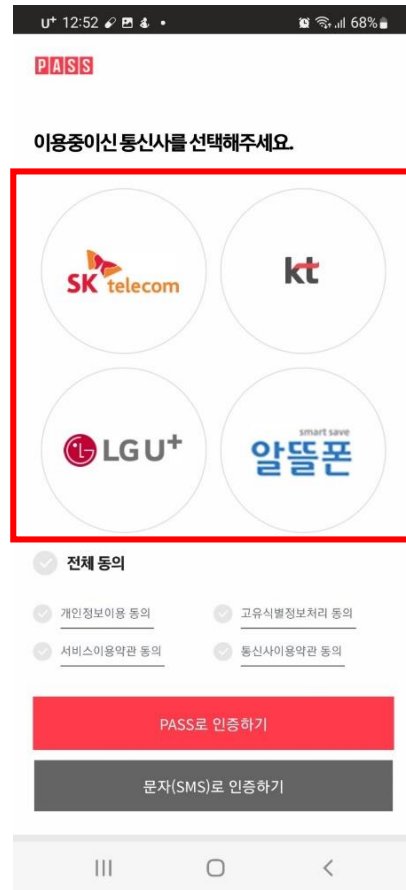 U+ 12:52
68%
PASS
이용중이신 통신사를 선택해주세요.
SK telecom
kt
LG U+
smart save
알뜰폰
전체 동의
개인정보이용 동의
고유식별정보처리 동의
서비스이용약관 동의
통신사이용약관 동의
PASS로 인증하기
문자(SMS)로 인증하기